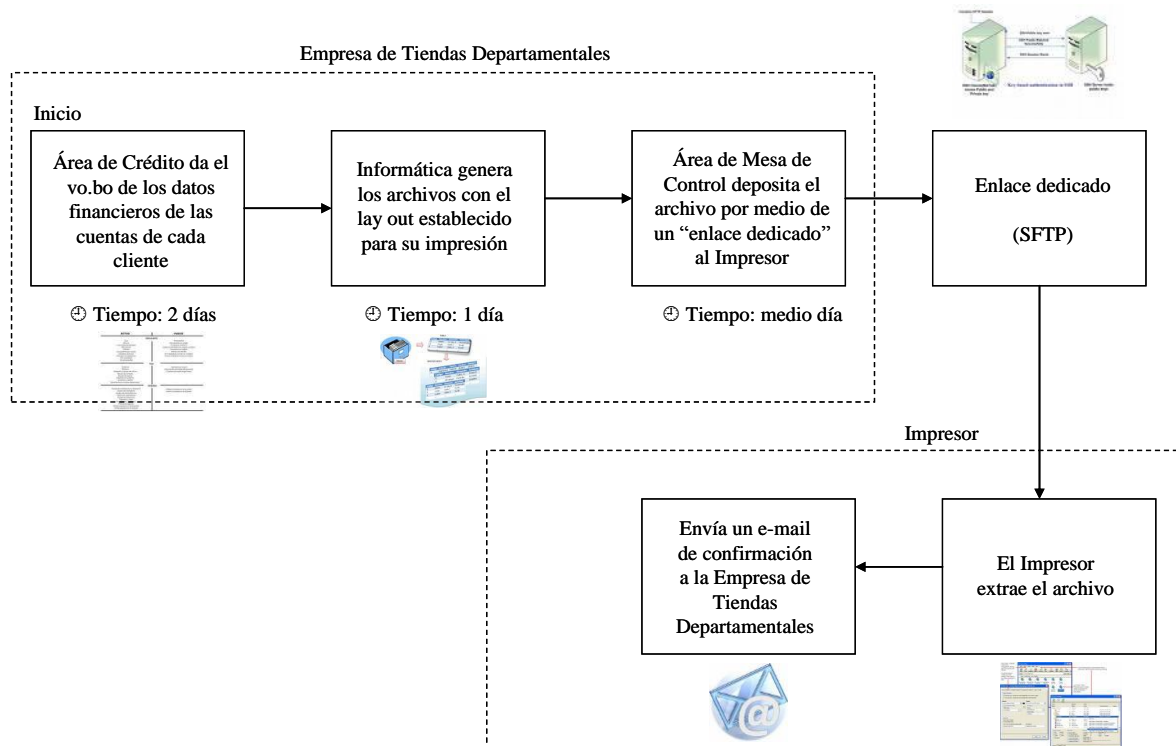 Empresa de Tiendas Departamentales
Inicio
Área de Crédito da el
vo.bo de los datos
financieros de las
cuentas de cada
cliente
Informática genera
los archivos con el
lay out establecido
para su impresión
Área de Mesa de
Control deposita el
archivo por medio de
un “enlace dedicado”
al Impresor
Enlace dedicado
(SFTP)
Tiempo: 2 días
Tiempo: 1 día
Tiempo: medio día
Impresor
Envía un e-mail
de confirmación
a la Empresa de
Tiendas
Departamentales
El Impresor
extrae el archivo